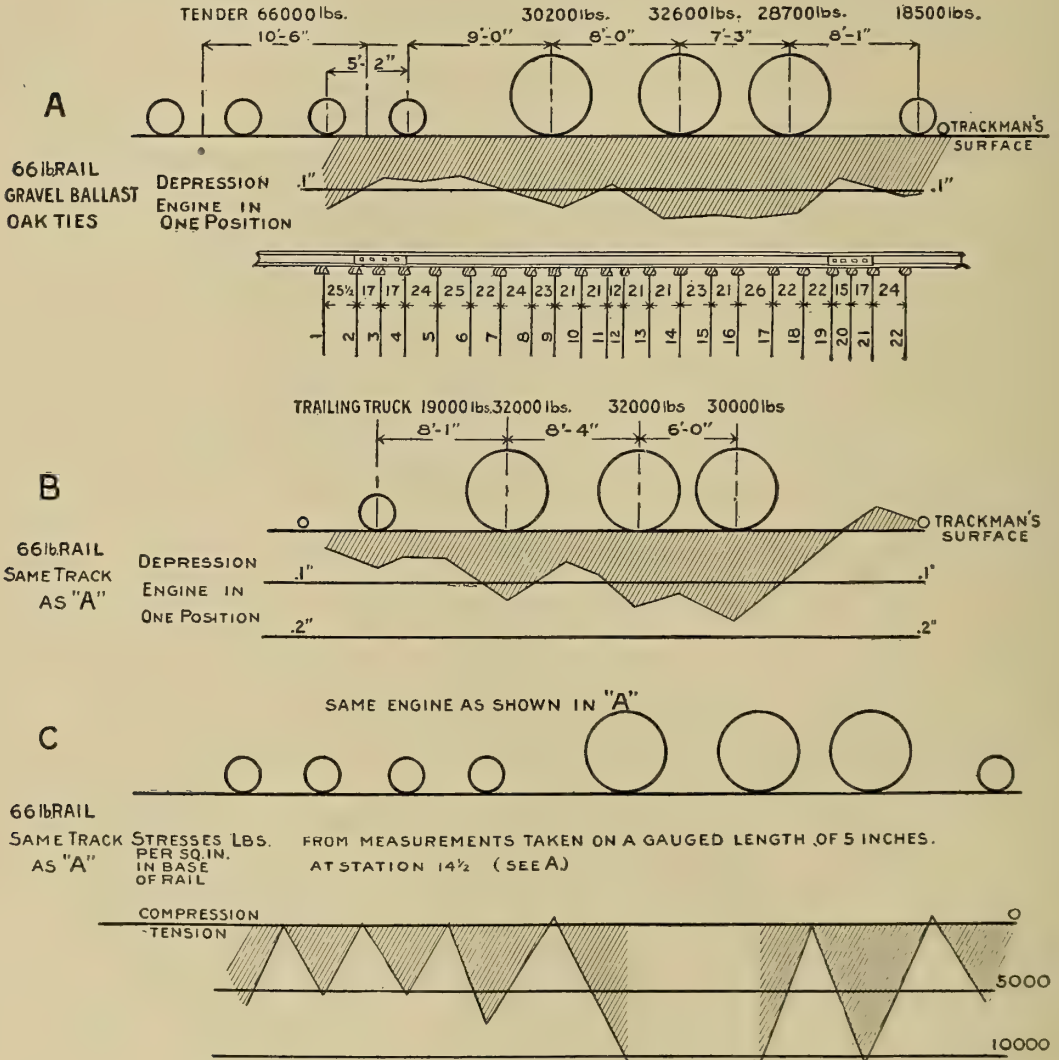 TENDER 66000 lbs. 30200 lbs. 32600 lbs. 28700 lbs. 18500 lbs.
10'-6" 9'-0" 8'-0" 7'-3" 8'-1"
5'-2"
A
TRACKMAN'S
SURFACE
66 lb. RAIL
GRAVEL BALLAST
OAK TIES
DEPRESSION
ENGINE IN
ONE POSITION
.1" .1"
25½ 17 17 24 25 22 24 23 21 21 12 21 21 23 21 26 22 22 15 17 24
1 2 3 4 5 6 7 8 9 10 11 12 13 14 15 16 17 18 19 20 21 22
TRAILING TRUCK 19000 lbs. 32000 lbs. 32000 lbs 30000 lbs
8'-1" 8'-4" 6'-0"
B
TRACKMAN'S
SURFACE
66 lb. RAIL
SAME TRACK
AS "A"
DEPRESSION
ENGINE IN
ONE POSITION
.1" .1"
.2" .2"
SAME ENGINE AS SHOWN IN "A"
C
66 lb. RAIL
SAME TRACK
AS "A"
STRESSES LBS.
PER SQ. IN.
IN BASE
OF RAIL
FROM MEASUREMENTS TAKEN ON A GAUGED LENGTH OF 5 INCHES.
AT STATION 14½ (SEE A.)
COMPRESSION
TENSION
0
5000
10000